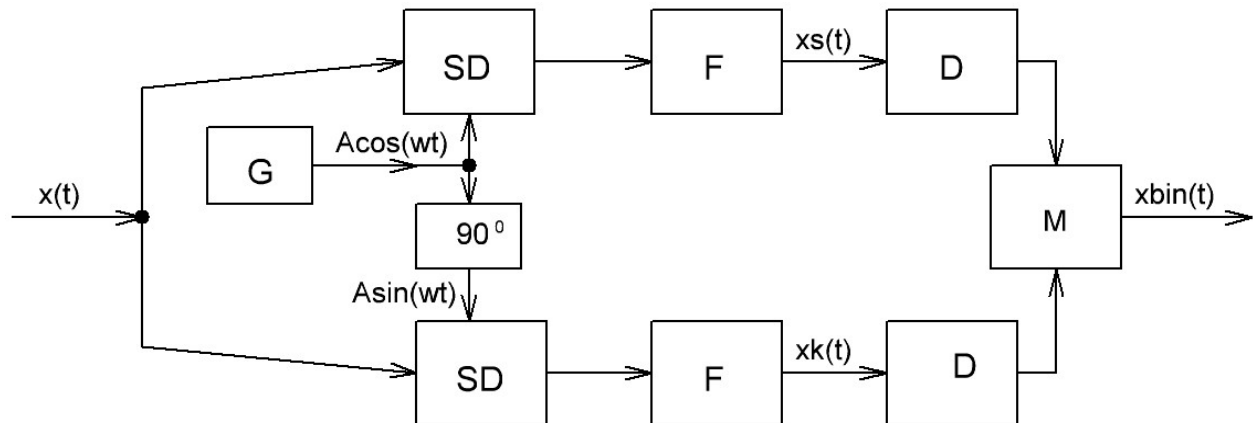 SD
F
xs(t)
D
Acos(wt)
G
x(t)
90⁰
M
xbin(t)
Asin(wt)
SD
F
xk(t)
D